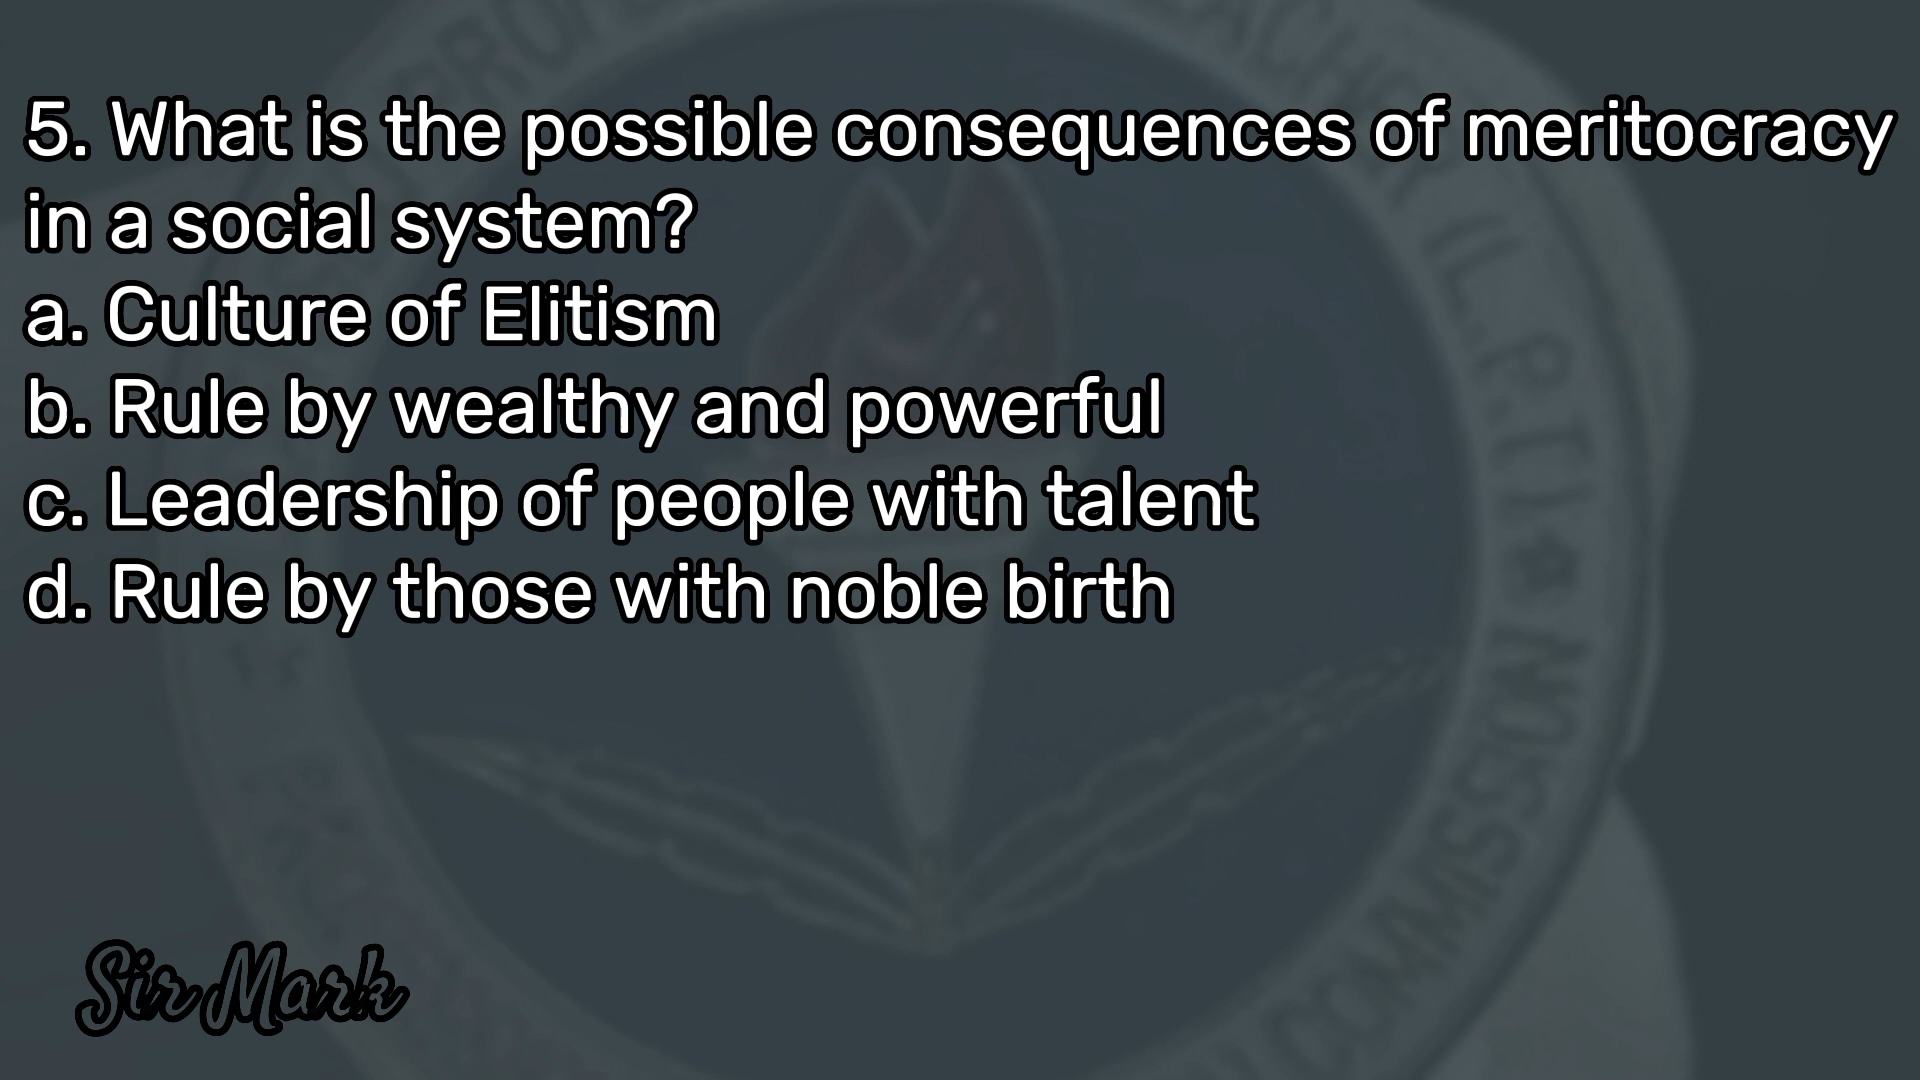 5. What is the possible consequences of meritocracy
in a social system?
a. Culture of Elitism
b. Rule by wealthy and powerful
c. Leadership of people with talent
d. Rule by those with noble birth
Sir Mark